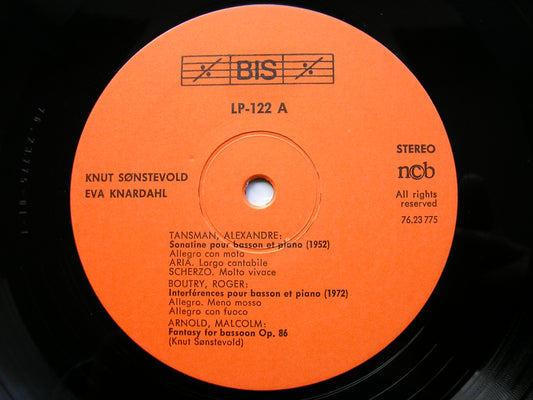 BIS
LP-122 A
STEREO
ncb
All rights
reserved
76.23 775
KNUT SØNSTEVOLD
EVA KNARDAHL
TANSMAN, ALEXANDRE:
Sonatine pour basson et piano (1952)
Allegro con moto
ARIA. Largo cantabile
SCHERZO. Molto vivace
BOUTRY, ROGER:
Interférences pour basson et piano (1972)
Allegro. Meno mosso
Allegro con fuoco
ARNOLD, MALCOLM:
Fantasy for bassoon Op. 86
(Knut Sønstevold)